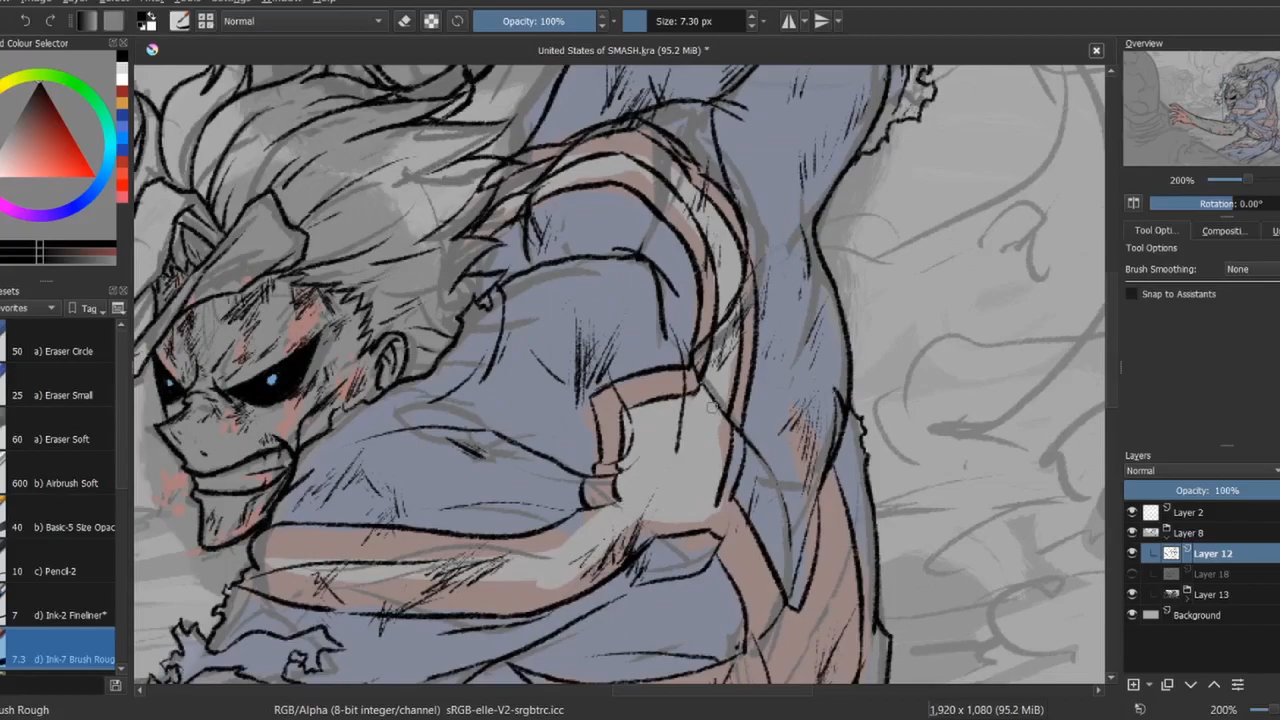 Normal
Opacity: 100%
Size: 7.30 px
d Colour Selector
United States of SMASH.kra (95.2 MiB) *
Overview
200%
Rotation: 0.00°
Tool Opti...
Compositi...
Tool Options
Brush Smoothing:
None
Snap to Assistants
Tag
50 a) Eraser Circle
25 a) Eraser Small
60 a) Eraser Soft
600 b) Airbrush Soft
40 b) Basic-5 Size Opac
10 c) Pencil-2
7 d) Ink-2 Fineliner*
7.3 d) Ink-7 Brush Roug
Layers
Normal
Opacity: 100%
Layer 2
Layer 8
Layer 12
Layer 18
Layer 13
Background
Brush Rough
RGB/Alpha (8-bit integer/channel) sRGB-elle-V2-srgbtrc.icc
1,920 x 1,080 (95.2 MiB)
200%